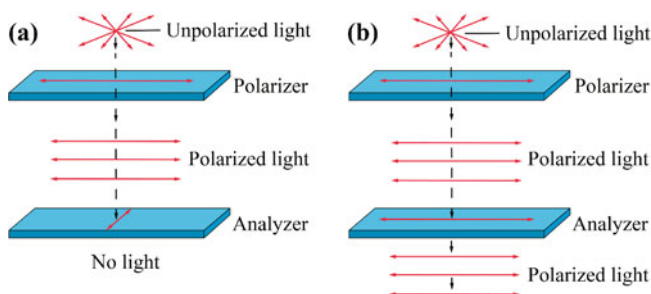 (a)
Unpolarized light
Polarizer
Polarized light
Analyzer
No light
(b)
Unpolarized light
Polarizer
Polarized light
Analyzer
Polarized light